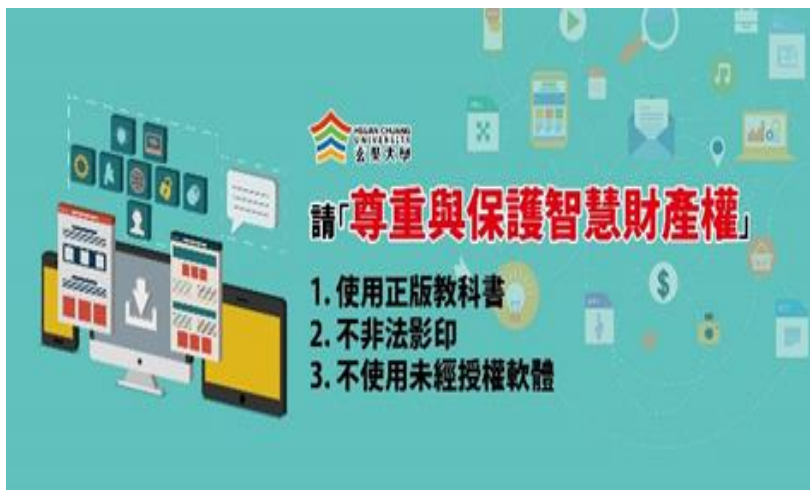 HSUAN CHUANG
UNIVERSITY
玄奘大學
請「尊重與保護智慧財產權」
1. 使用正版教科書
2. 不非法影印
3. 不使用未經授權軟體